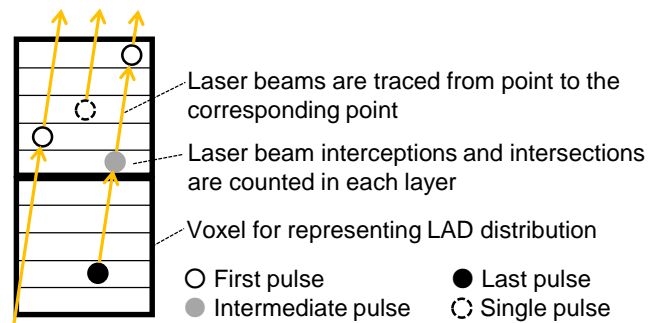 Laser beams are traced from point to the
corresponding point
Laser beam interceptions and intersections
are counted in each layer
Voxel for representing LAD distribution
First pulse
Last pulse
Intermediate pulse
Single pulse